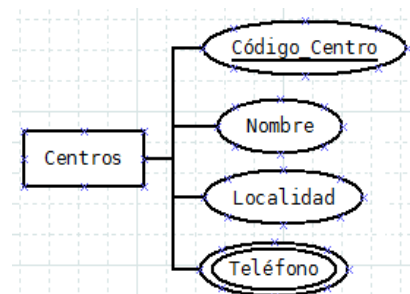 Código_Centro
Nombre
Centros
Localidad
Teléfono